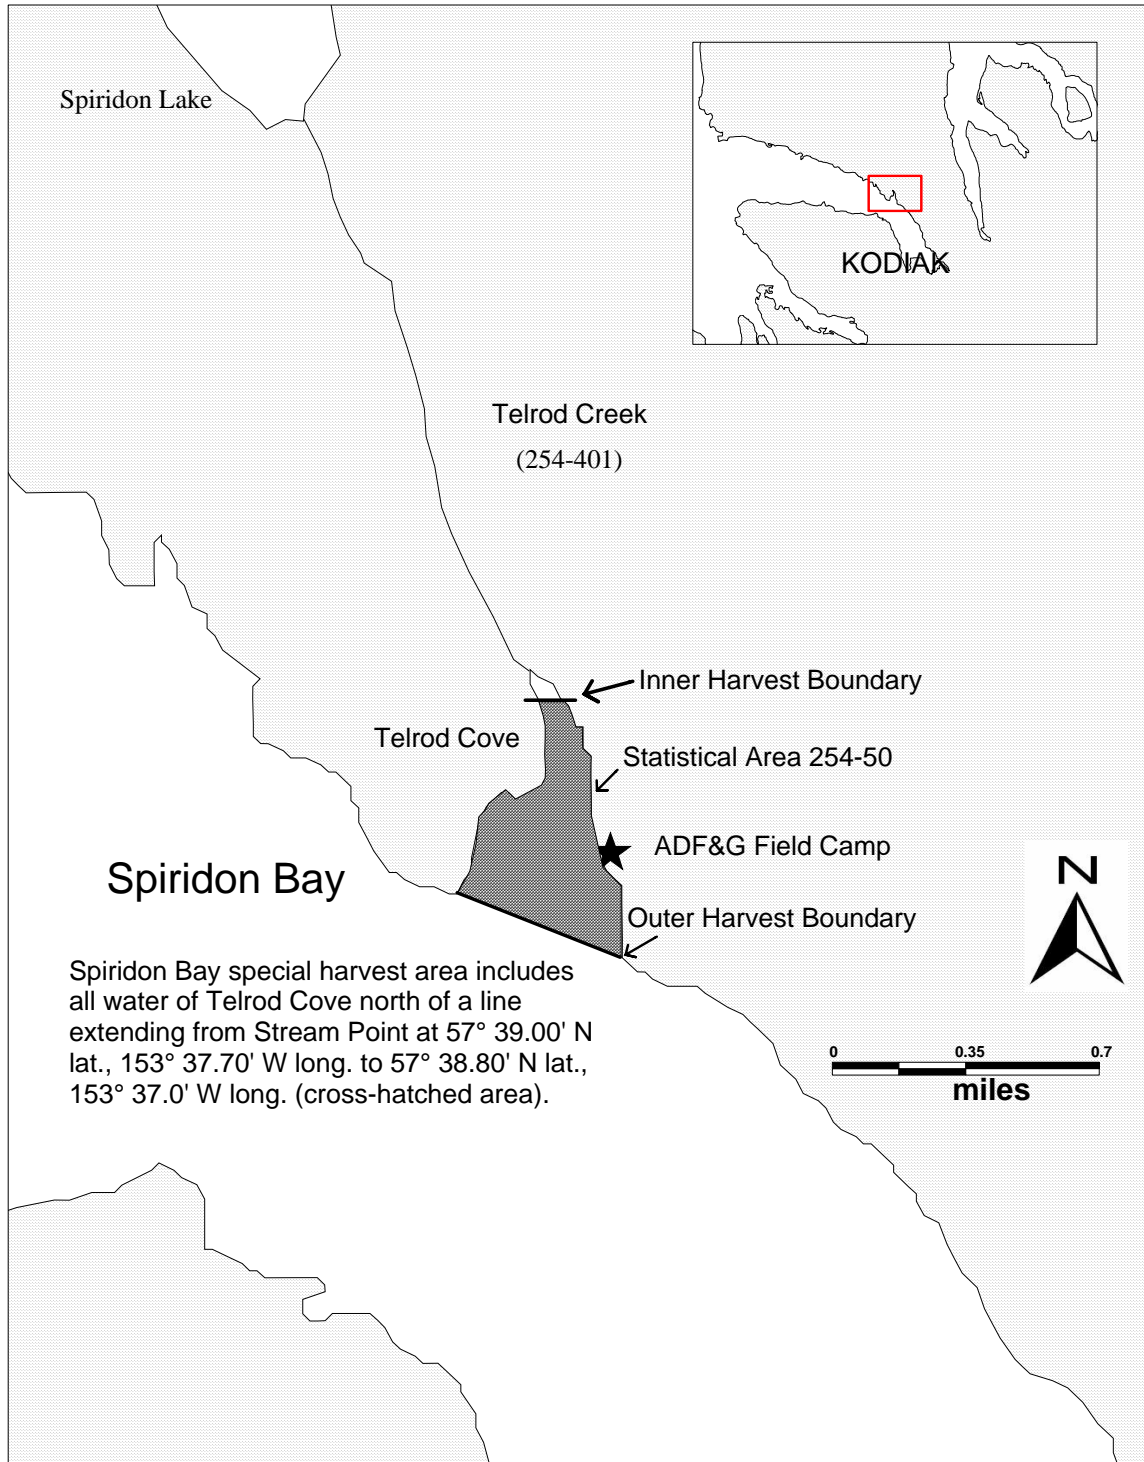 Spiridon Lake
KODIAK
Telrod Creek
(254-401)
Inner Harvest Boundary
Telrod Cove
Statistical Area 254-50
ADF&G Field Camp
Spiridon Bay
N
Outer Harvest Boundary
Spiridon Bay special harvest area includes
all water of Telrod Cove north of a line
extending from Stream Point at 57° 39.00' N
lat., 153° 37.70' W long. to 57° 38.80' N lat.,
153° 37.0' W long. (cross-hatched area).
0 0.35 0.7
miles